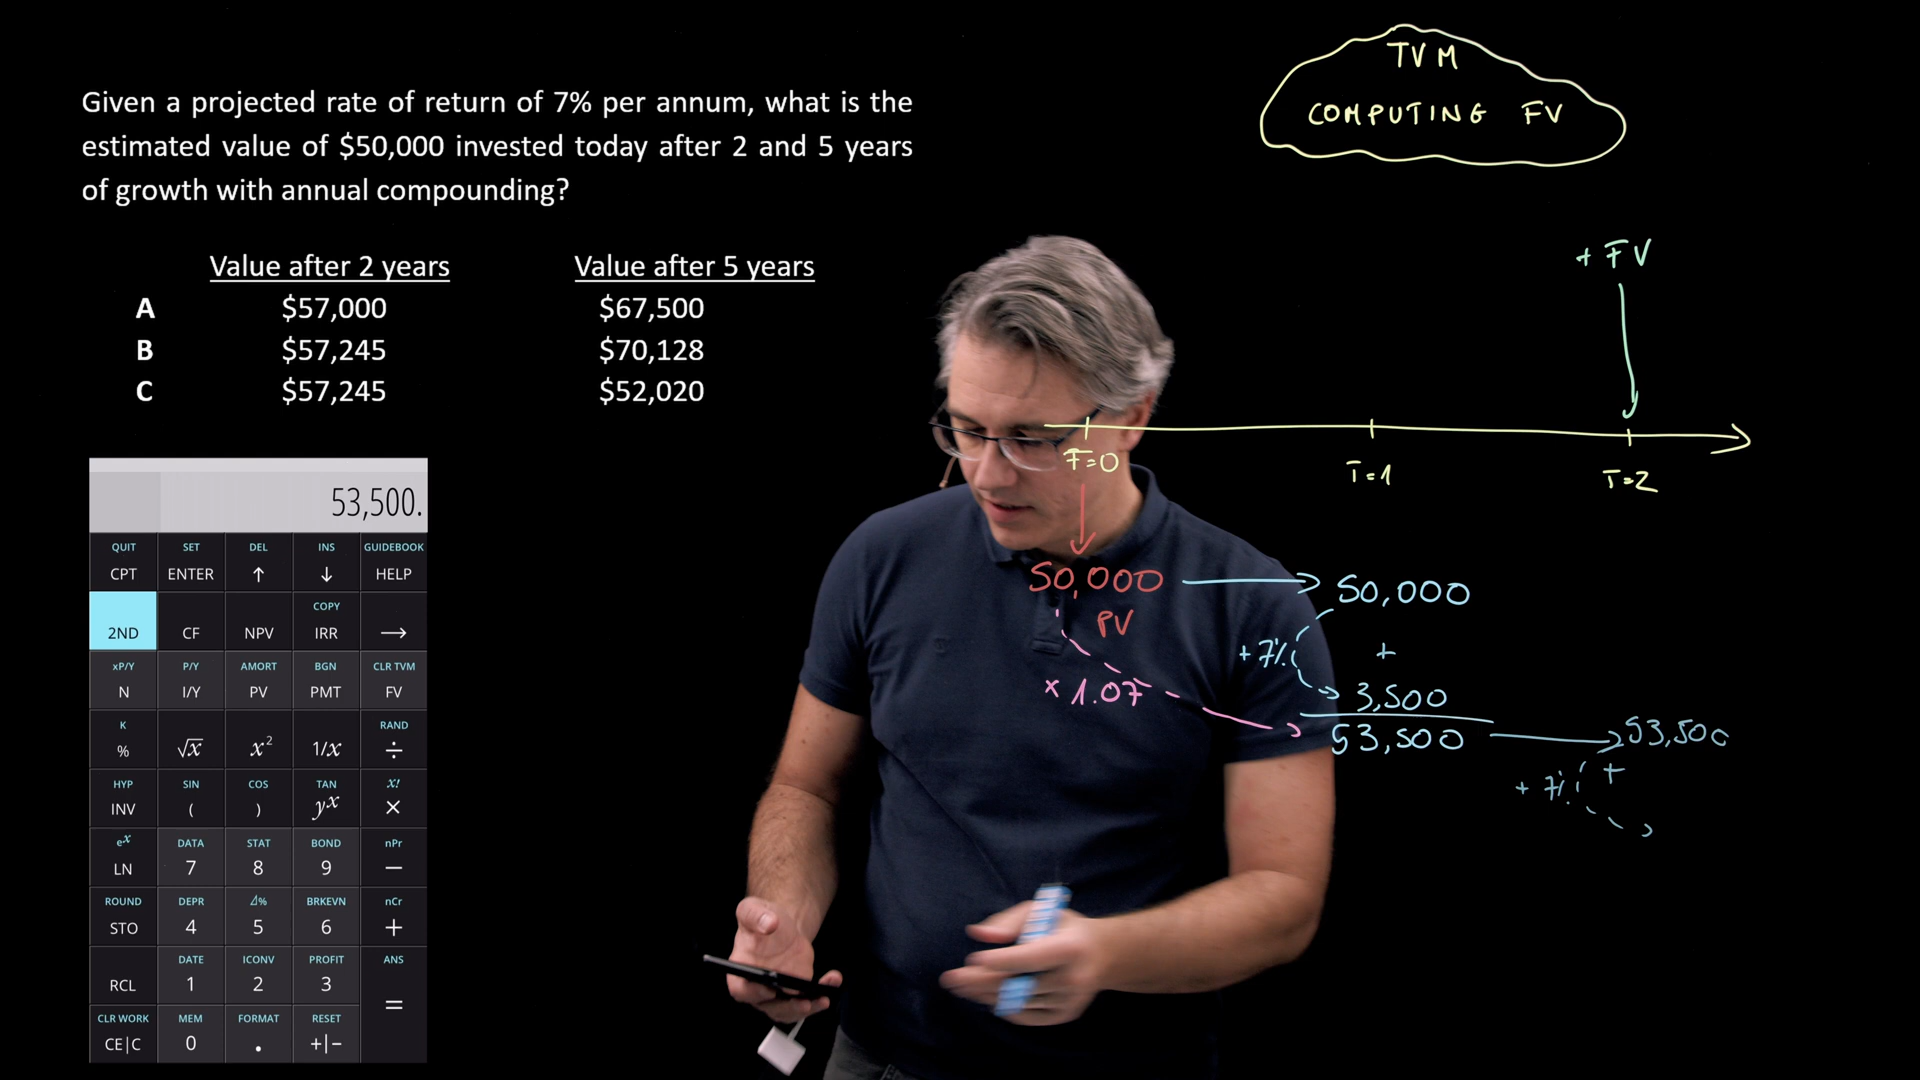 Given a projected rate of return of 7% per annum, what is the
estimated value of $50,000 invested today after 2 and 5 years
of growth with annual compounding?
Value after 2 years Value after 5 years
A $57,000 $67,500
B $57,245 $70,128
C $57,245 $52,020
TVM
COMPUTING FV
+ FV
T=0 T=1 T=2
50,000 50,000
PV
+7% +
× 1.07 3,500
53,500 53,500
+ 7% +
53,500.
QUIT SET DEL INS GUIDEBOOK
CPT ENTER ↑ ↓ HELP
COPY
2ND CF NPV IRR →
xP/Y P/Y AMORT BGN CLR TVM
N I/Y PV PMT FV
K RAND
% √x x² 1/x ÷
HYP SIN COS TAN x!
INV ( ) yˣ ×
eˣ DATA STAT BOND nPr
LN 7 8 9 −
ROUND DEPR Δ% BRKEVN nCr
STO 4 5 6 +
DATE ICONV PROFIT ANS
RCL 1 2 3 =
CLR WORK MEM FORMAT RESET
CE|C 0 . +|−